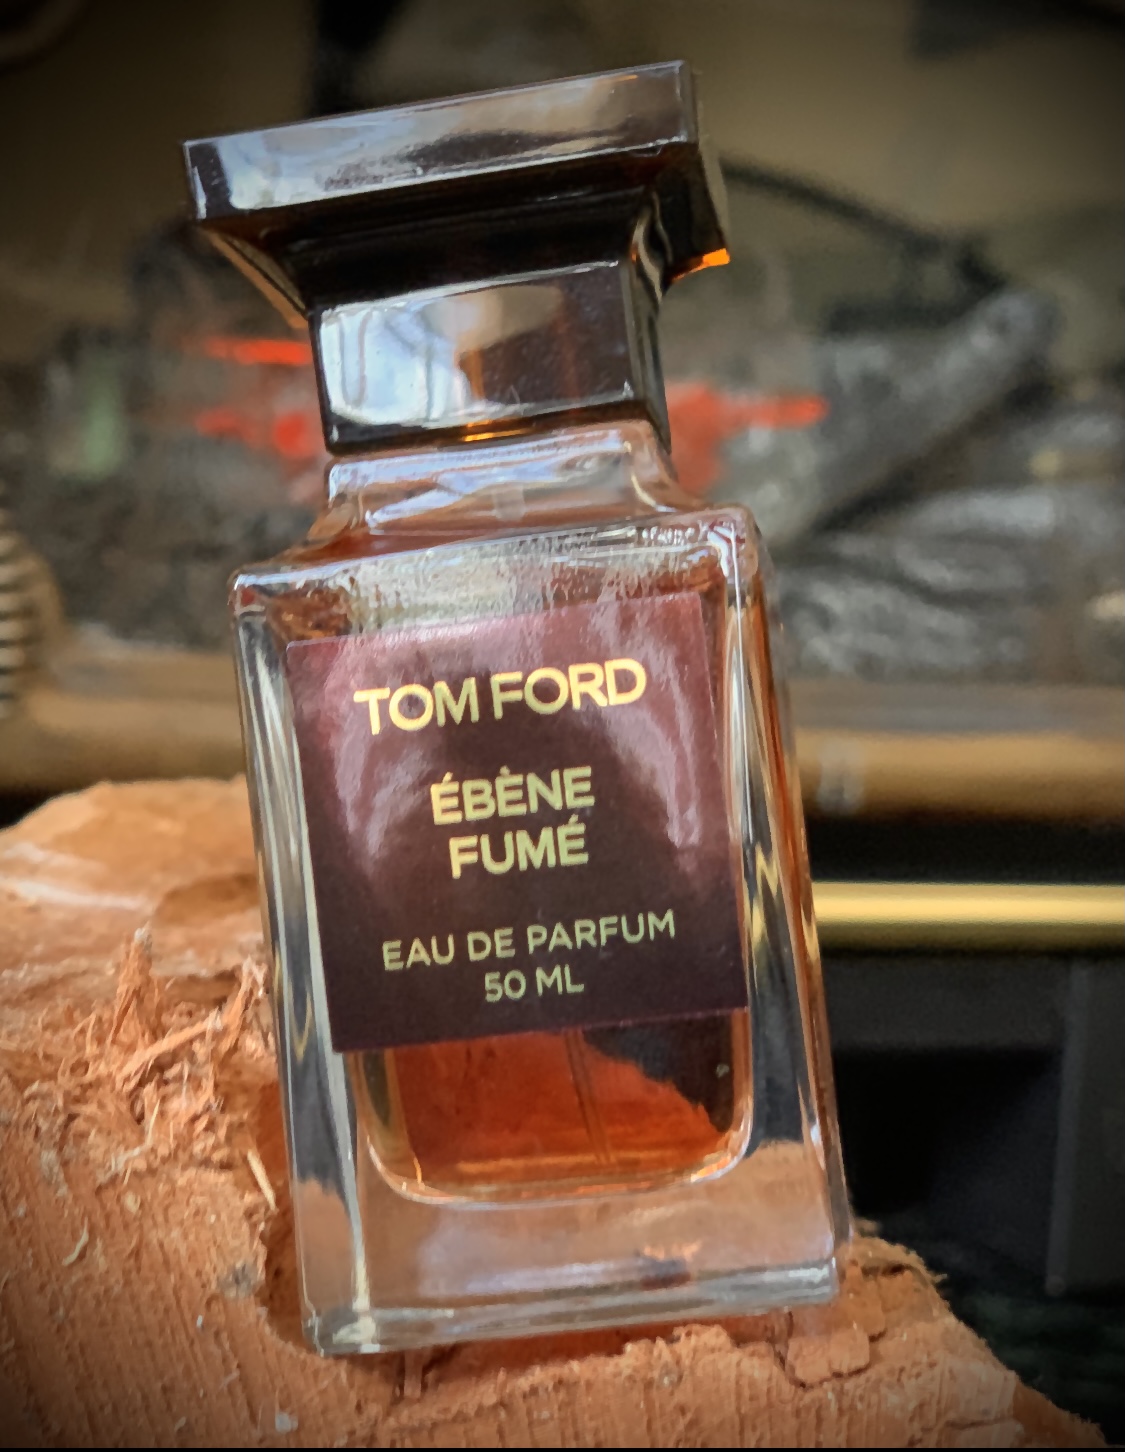 TOM FORD
ÉBÈNE
FUMÉ
EAU DE PARFUM
50 ML